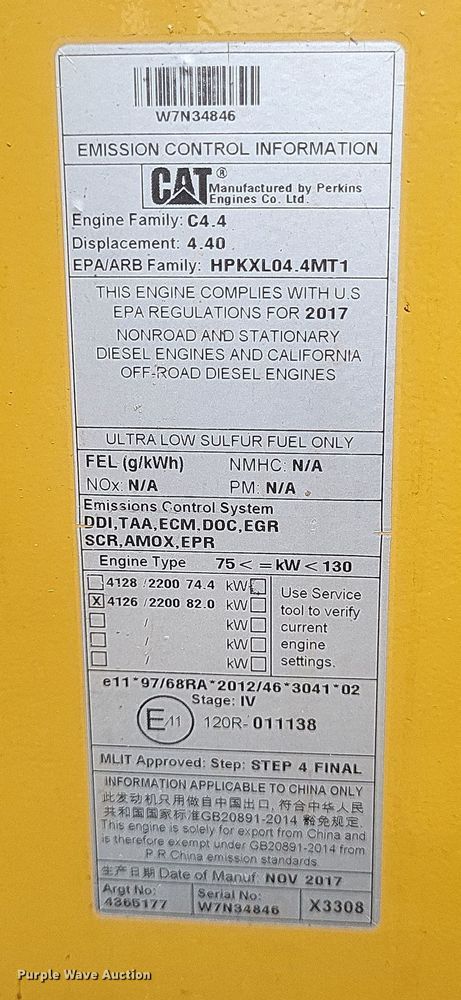 W7N34846
EMISSION CONTROL INFORMATION
CAT® Manufactured by Perkins
Engines Co. Ltd.
Engine Family: C4.4
Displacement: 4.40
EPA/ARB Family: HPKXL04.4MT1
THIS ENGINE COMPLIES WITH U.S
EPA REGULATIONS FOR 2017
NONROAD AND STATIONARY
DIESEL ENGINES AND CALIFORNIA
OFF-ROAD DIESEL ENGINES
ULTRA LOW SULFUR FUEL ONLY
FEL (g/kWh) NMHC: N/A
NOx: N/A PM: N/A
Emissions Control System
DDI,TAA,ECM,DOC,EGR
SCR,AMOX,EPR
Engine Type 75 < = kW < 130
4128 /2200 74.4 kW
X 4126 /2200 82.0 kW
/ kW
/ kW
/ kW
Use Service
tool to verify
current
engine
settings.
e11*97/68RA*2012/46*3041*02
Stage: IV
E11 120R-011138
MLIT Approved: Step: STEP 4 FINAL
INFORMATION APPLICABLE TO CHINA ONLY
此发动机只用做自中国出口, 符合中华人民
共和国国家标准GB20891-2014 豁免规定.
This engine is solely for export from China and
is therefore exempt under GB20891-2014 from
P.R.China emission standards.
生产日期 Date of Manuf: NOV 2017
Argt No:
4365177
Serial No:
W7N34846
X3308
Purple Wave Auction